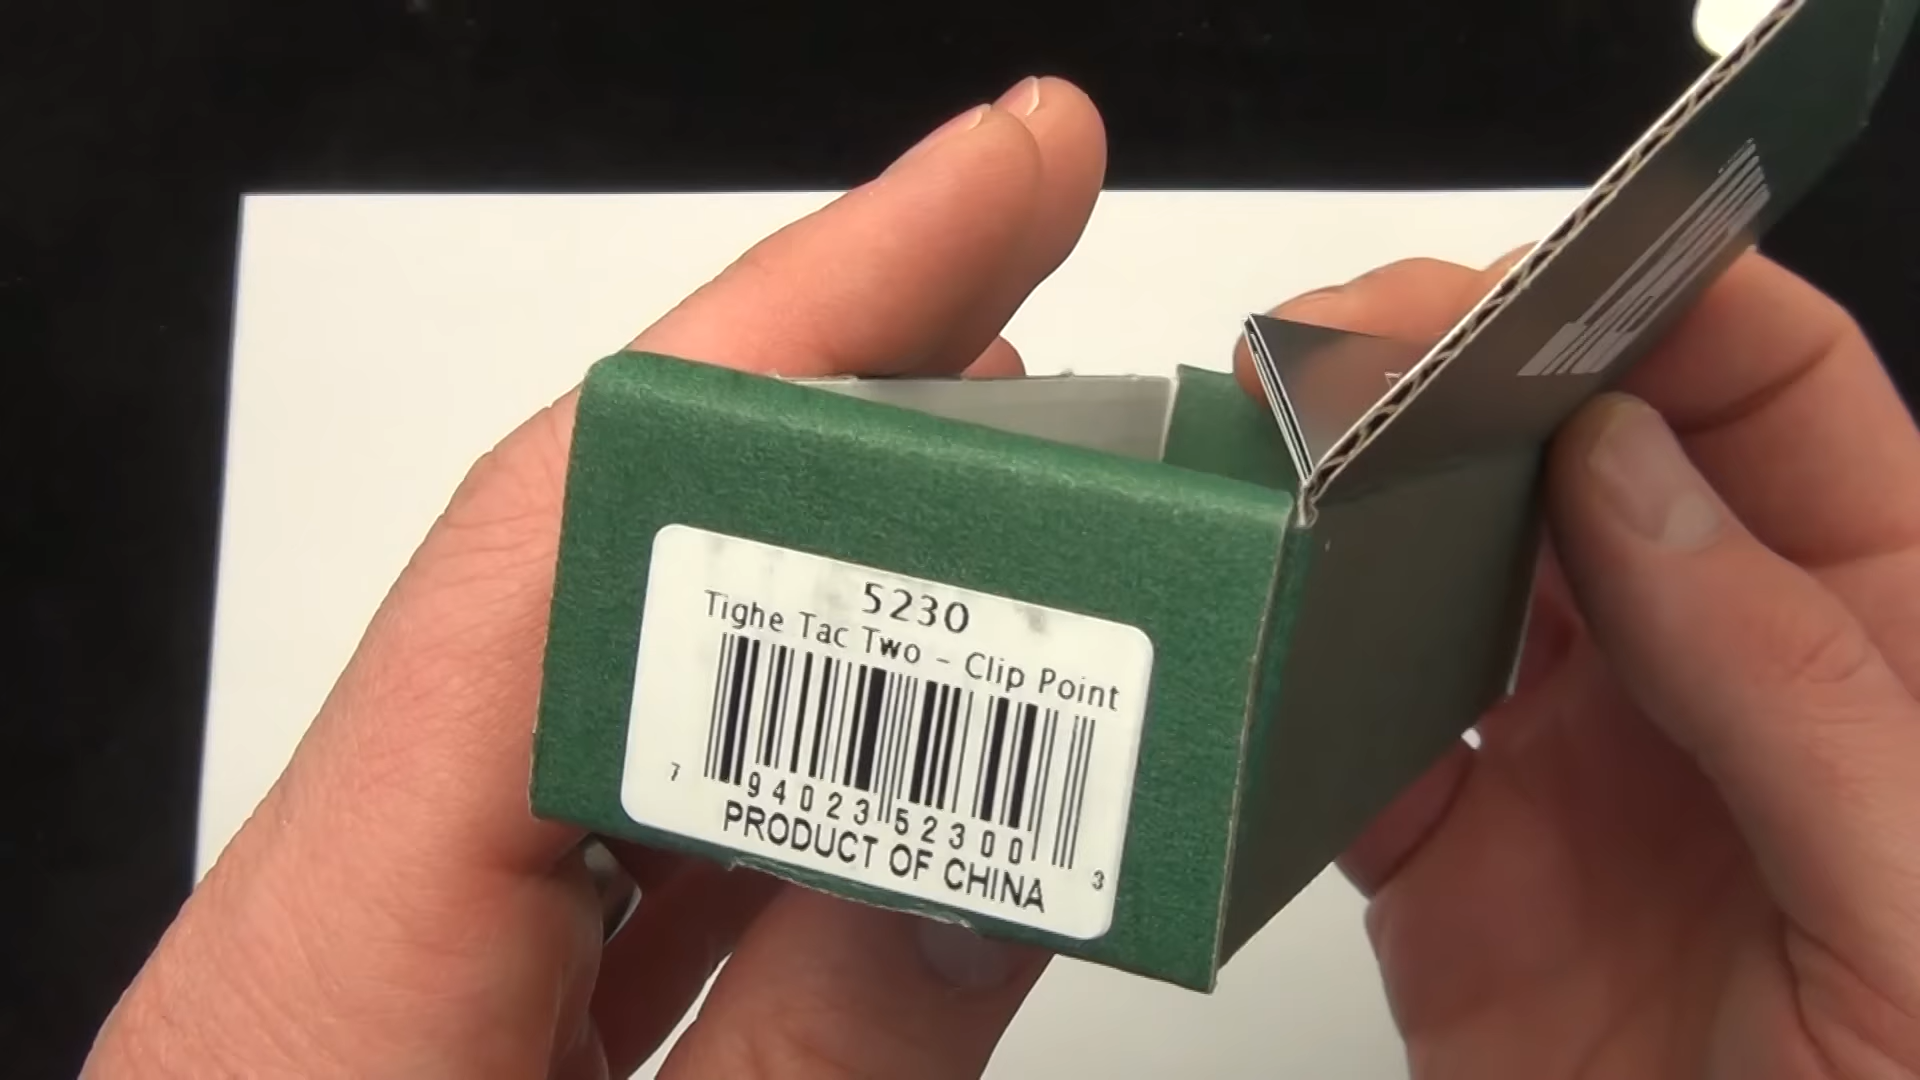 5230
Tighe Tac Two - Clip Point
7 94023 52300 3
PRODUCT OF CHINA